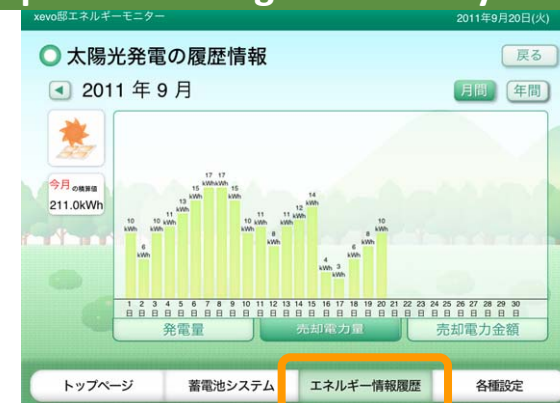 xevo邸エネルギーモニター
2011年9月20日(火)
太陽光発電の履歴情報
戻る
2011 年 9 月
月間
年間
今月の積算値
211.0kWh
10 kWh
6 kWh
10 kWh
11 kWh
13 kWh
15 kWh
17 kWh
17 kWh
15 kWh
10 kWh
11 kWh
8 kWh
11 kWh
12 kWh
14 kWh
4 kWh
3 kWh
6 kWh
8 kWh
10 kWh
1 2 3 4 5 6 7 8 9 10 11 12 13 14 15 16 17 18 19 20 21 22 23 24 25 26 27 28 29 30
日 日 日 日 日 日 日 日 日 日 日 日 日 日 日 日 日 日 日 日 日 日 日 日 日 日 日 日 日 日
発電量
売却電力量
売却電力金額
トップページ
蓄電池システム
エネルギー情報履歴
各種設定